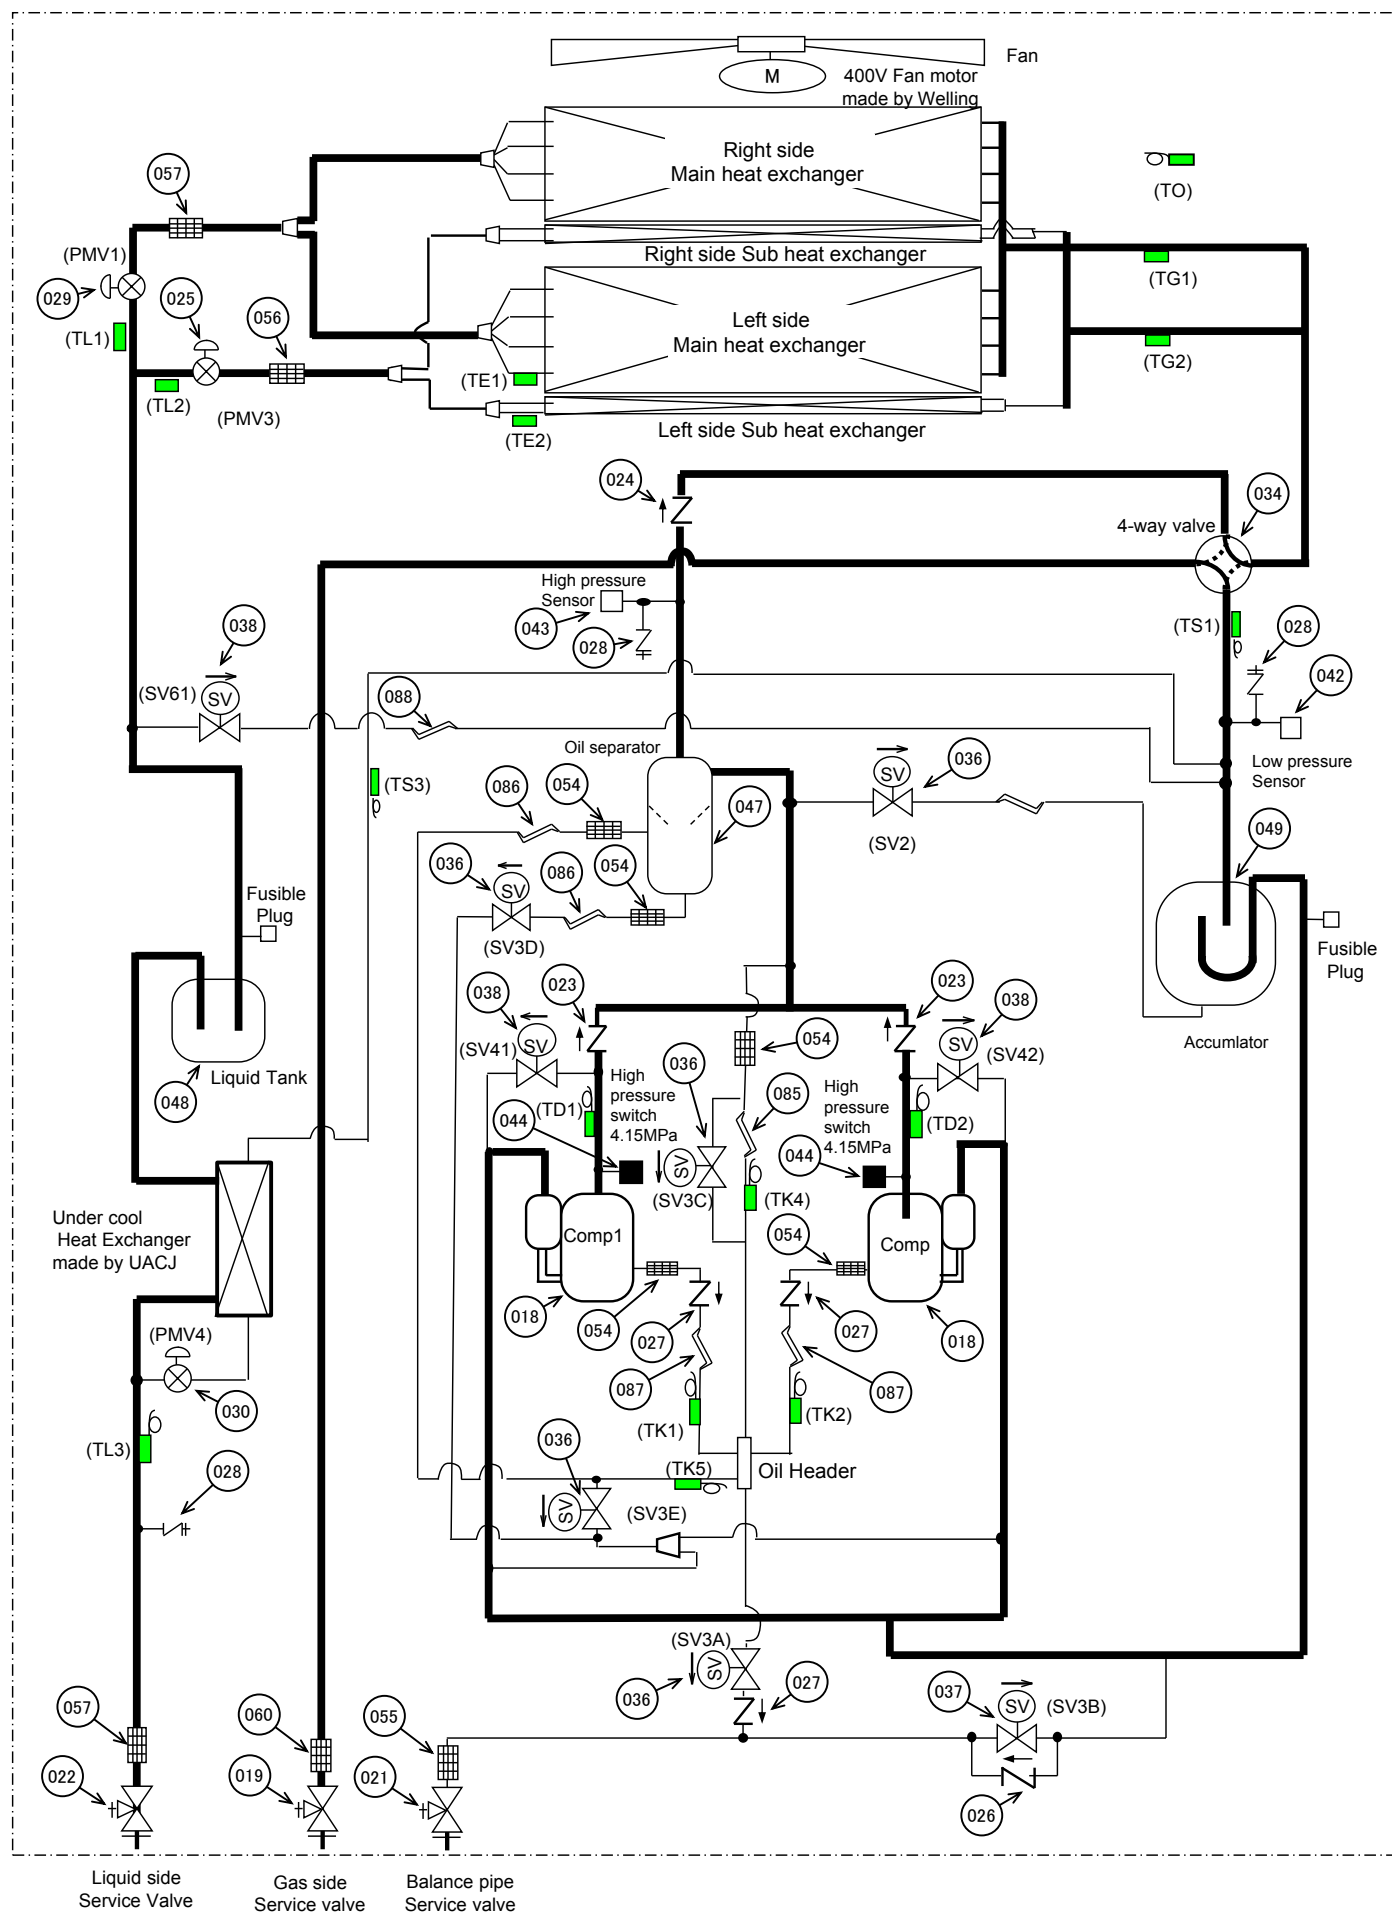 Fan
M
400V Fan motor
made by Welling
Right side
Main heat exchanger
057
(TO)
Right side Sub heat exchanger
(PMV1)
029
025
(TG1)
056
Left side
Main heat exchanger
(TL1)
(TE1)
(TG2)
(TL2)
(PMV3)
(TE2)
Left side Sub heat exchanger
024
034
4-way valve
High pressure
Sensor
043
028
038
(TS1)
028
042
(SV61)
SV
088
Oil separator
Low pressure
Sensor
(TS3)
086
054
047
SV
036
(SV2)
049
036
SV
086
054
(SV3D)
Fusible
Plug
Fusible
Plug
038
023
023
038
(SV41)
SV
SV
(SV42)
054
Accumlator
Liquid Tank
048
036
High
pressure
switch
4.15MPa
(TD1)
085
High
pressure
switch
4.15MPa
(TD2)
044
044
SV
(SV3C)
(TK4)
Under cool
Heat Exchanger
made by UACJ
Comp1
054
Comp
018
054
027
027
018
(PMV4)
030
087
087
(TK1)
(TK2)
(TL3)
036
028
(TK5)
Oil Header
SV
(SV3E)
(SV3A)
SV
036
027
037
SV
(SV3B)
057
060
055
022
019
021
026
Liquid side
Service Valve
Gas side
Service valve
Balance pipe
Service valve